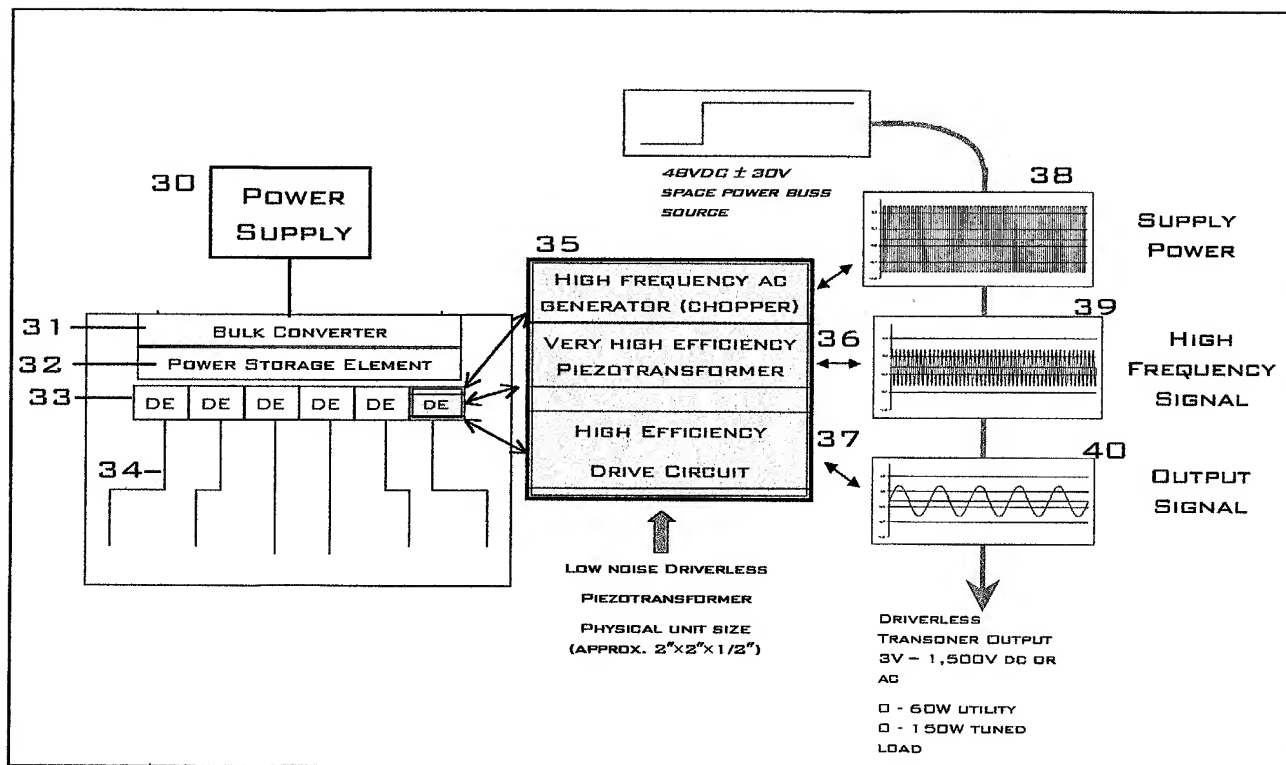 30
POWER
SUPPLY
31
BULK CONVERTER
32
POWER STORAGE ELEMENT
33
DE DE DE DE DE DE
34
35
HIGH FREQUENCY AC
GENERATOR (CHOPPER)
VERY HIGH EFFICIENCY
PIEZOTRANSFORMER
36
HIGH EFFICIENCY
DRIVE CIRCUIT
37
LOW NOISE DRIVERLESS
PIEZOTRANSFORMER
PHYSICAL UNIT SIZE
(APPROX. 2"×2"×1/2")
48VDC ± 30V
SPACE POWER BUSS
SOURCE
38
SUPPLY
POWER
39
HIGH
FREQUENCY
SIGNAL
40
OUTPUT
SIGNAL
DRIVERLESS
TRANSONER OUTPUT
3V – 1,500V DC OR
AC
0 - 60W UTILITY
0 - 150W TUNED
LOAD